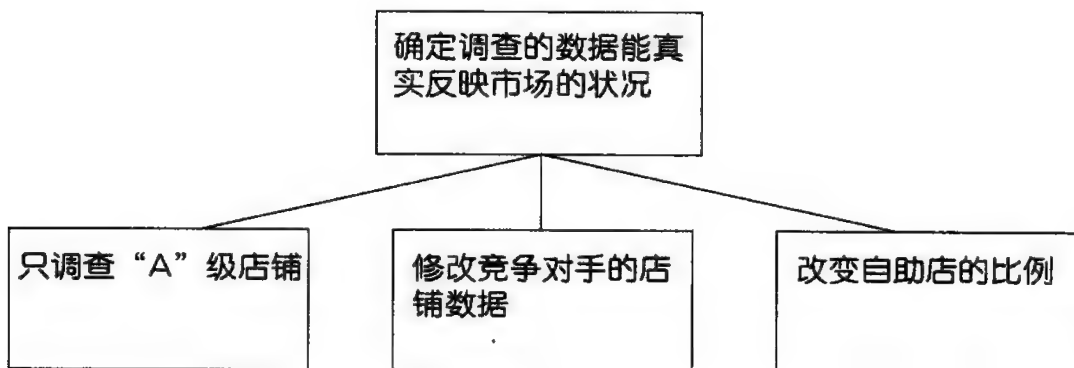 确定调查的数据能真
实反映市场的状况
只调查“A”级店铺
修改竞争对手的店
铺数据
改变自助店的比例